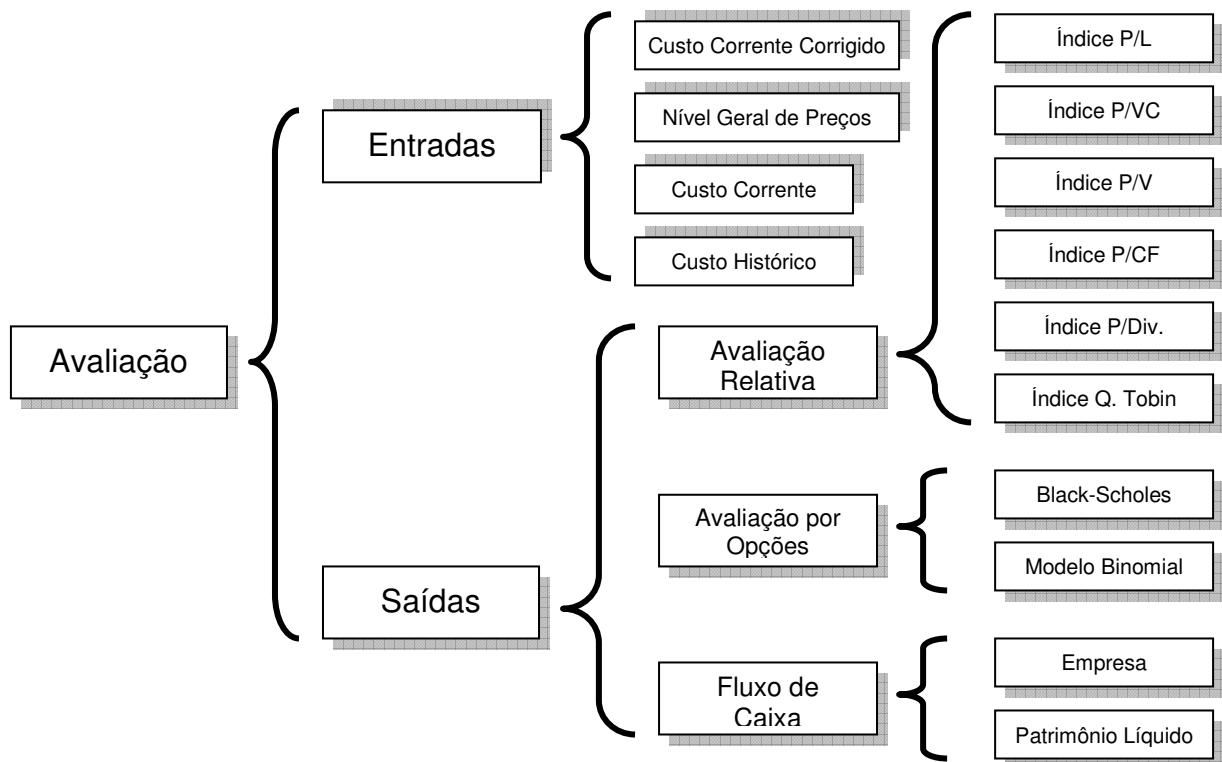 Avaliação
Entradas
Custo Corrente Corrigido
Nível Geral de Preços
Custo Corrente
Custo Histórico
Saídas
Avaliação
Relativa
Índice P/L
Índice P/VC
Índice P/V
Índice P/CF
Índice P/Div.
Índice Q. Tobin
Avaliação por
Opções
Black-Scholes
Modelo Binomial
Fluxo de
Caixa
Empresa
Patrimônio Líquido